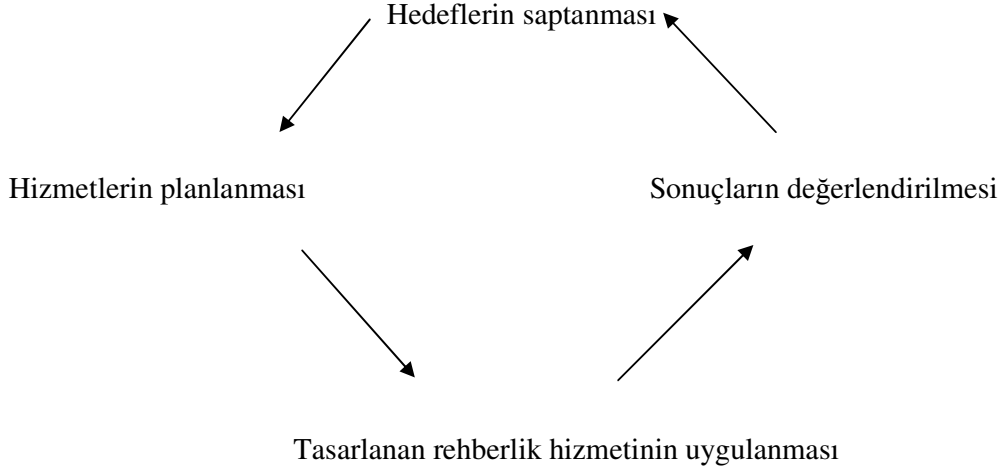 Hedeflerin saptanması
Hizmetlerin planlanması
Sonuçların değerlendirilmesi
Tasarlanan rehberlik hizmetinin uygulanması